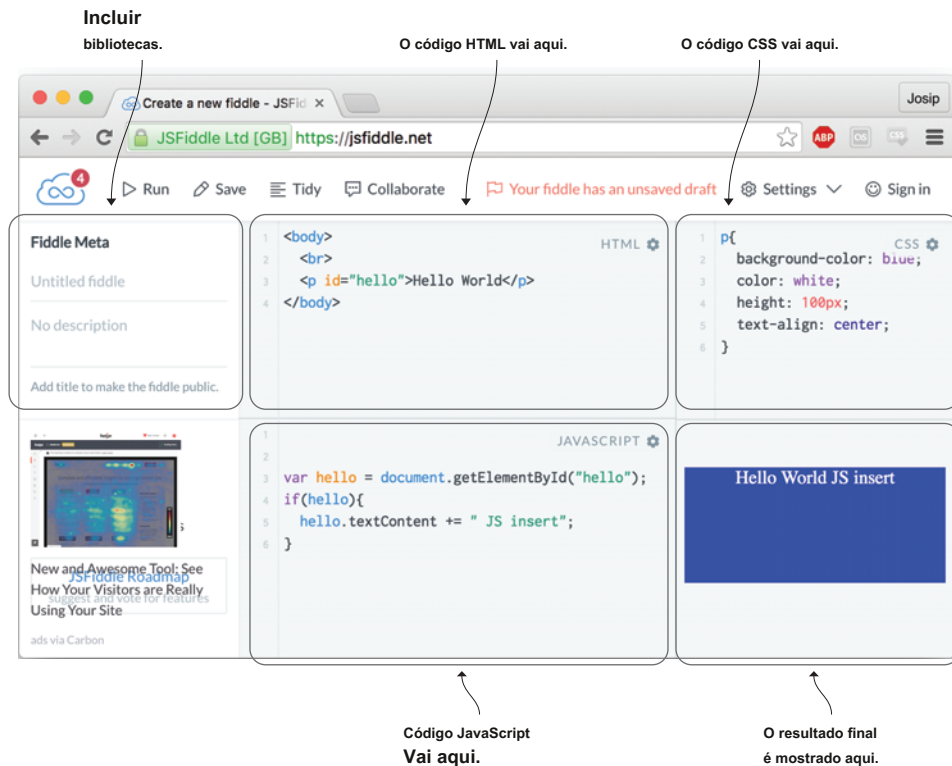 Incluir
bibliotecas.
O código HTML vai aqui.
O código CSS vai aqui.
Create a new fiddle - JSFid
Josip
JSFiddle Ltd [GB] https://jsfiddle.net
ABP
OS
CSS
4
Run
Save
Tidy
Collaborate
Your fiddle has an unsaved draft
Settings
Sign in
Fiddle Meta
Untitled fiddle
No description
Add title to make the fiddle public.
HTML
1 <body>
2 <br>
3 <p id="hello">Hello World</p>
4 </body>
CSS
1 p{
2 background-color: blue;
3 color: white;
4 height: 100px;
5 text-align: center;
6 }
JAVASCRIPT
1
2
3 var hello = document.getElementById("hello");
4 if(hello){
5 hello.textContent += " JS insert";
6 }
Hello World JS insert
New and Awesome Tool: See
JSFiddle Roadmap
How Your Visitors are Really
suggest and vote for features
Using Your Site
ads via Carbon
Código JavaScript
Vai aqui.
O resultado final
é mostrado aqui.